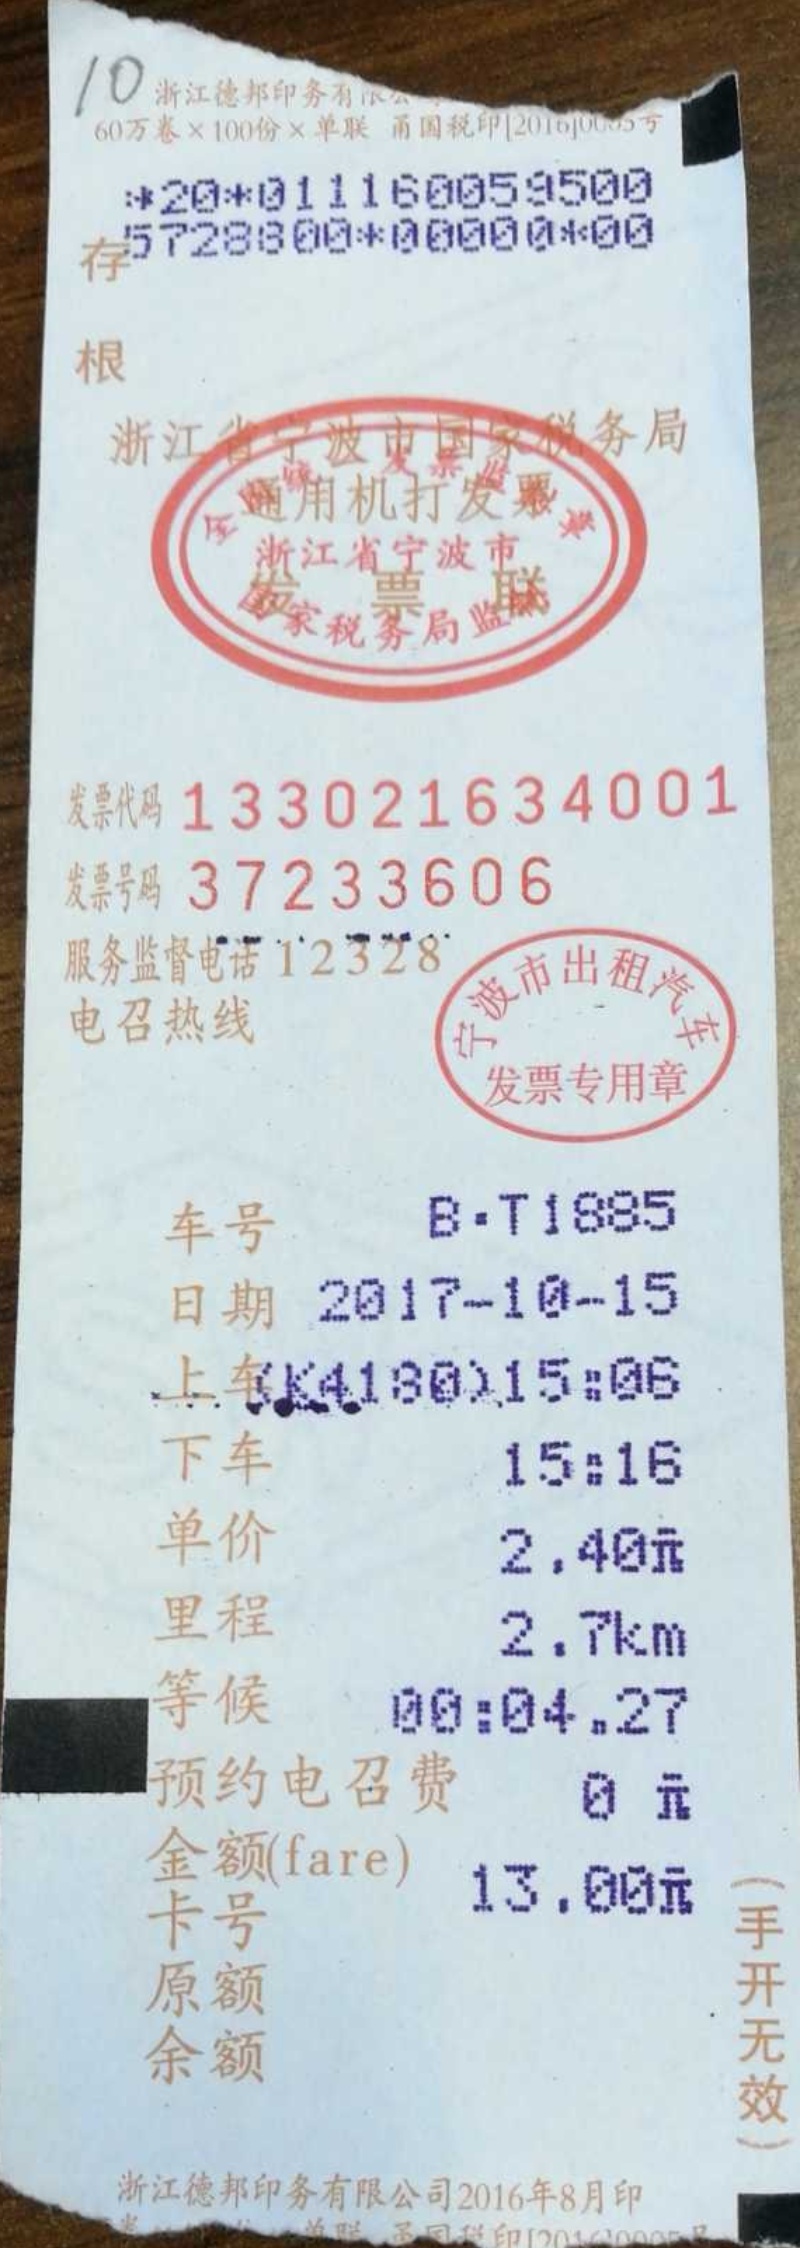 10
浙江德邦印务有限公
60万卷×100份×单联 甬国税印[2016]0005号
:*20*0111160059500
5728800*00000*00
存
根
浙江省宁波市国家税务局
通用机打发票
发票联
全国统一发票监制章
浙江省宁波市
国家税务局监制
发票代码 133021634001
发票号码 37233606
服务监督电话 12328
电召热线
宁波市出租汽车
发票专用章
车号 B·T1885
日期 2017-10-15
上车 (K4180)15:06
下车 15:16
单价 2.40元
里程 2.7km
等候 00:04.27
预约电召费 0 元
金额(fare) 13.00元
卡号
原额
余额
(手开无效)
浙江德邦印务有限公司2016年8月印
单联 甬国税印[2016]0005号